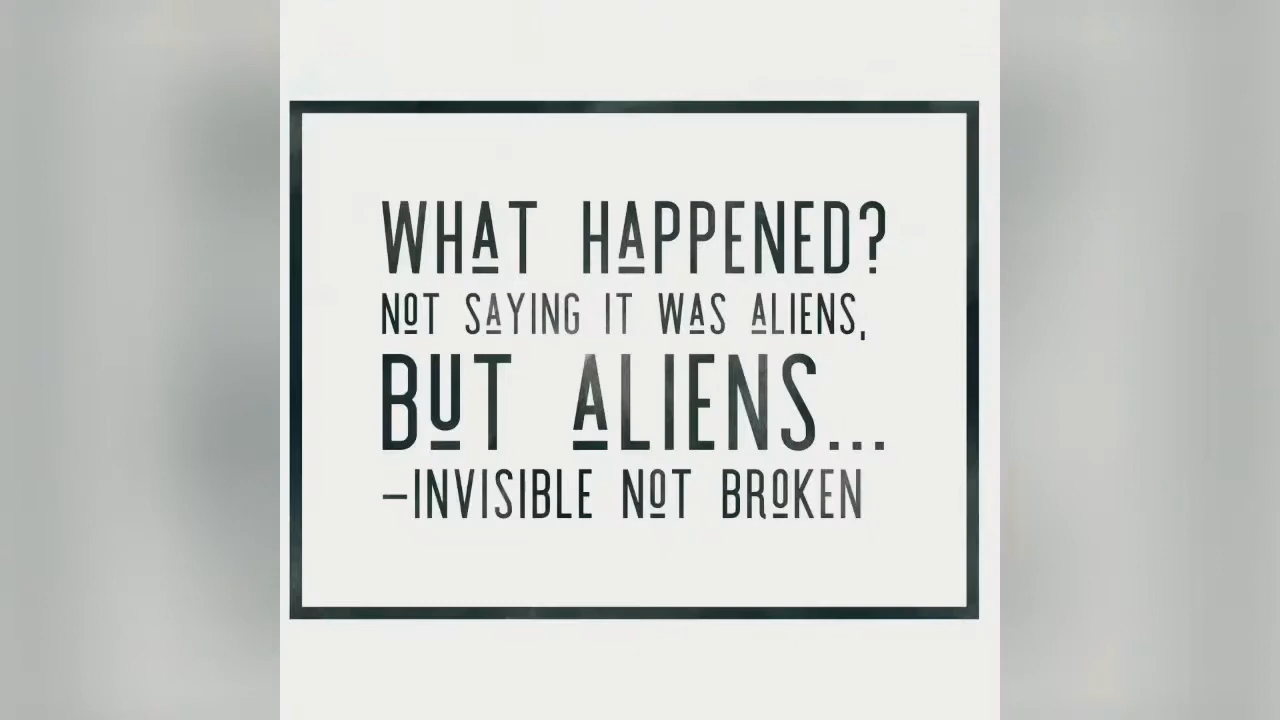 WHAT HAPPENED?
NOT SAYING IT WAS ALIENS,
BUT ALIENS...
–INVISIBLE NOT BROKEN